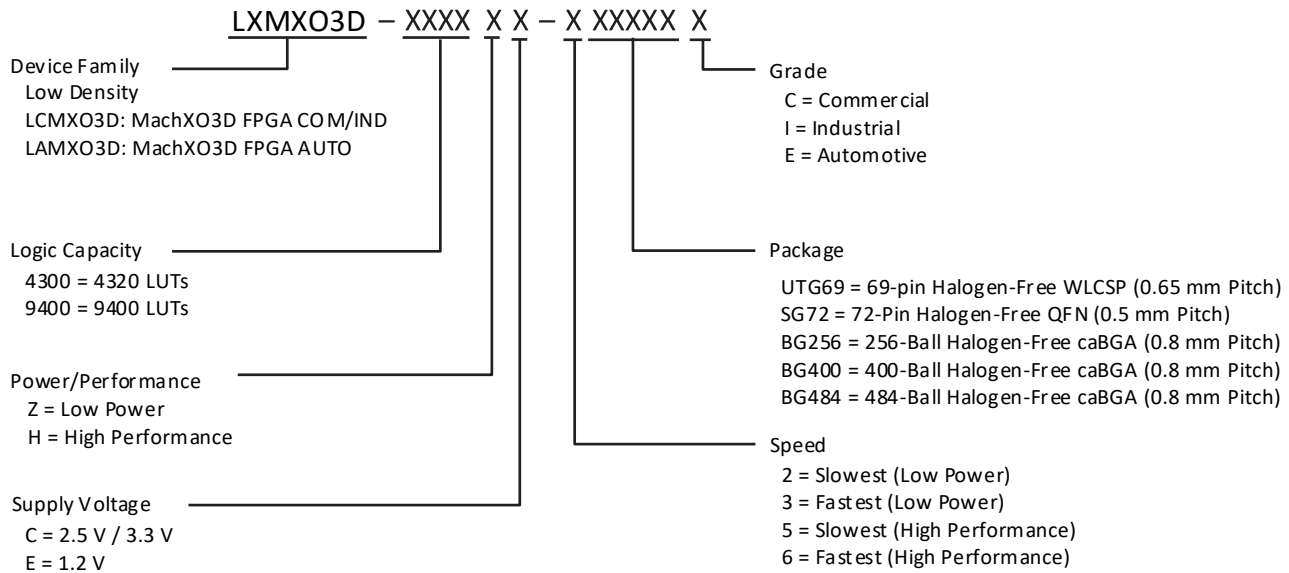 LXMXO3D – XXXX X X – X XXXXX X
Device Family
Low Density
LCMXO3D: MachXO3D FPGA COM/IND
LAMXO3D: MachXO3D FPGA AUTO
Logic Capacity
4300 = 4320 LUTs
9400 = 9400 LUTs
Power/Performance
Z = Low Power
H = High Performance
Supply Voltage
C = 2.5 V / 3.3 V
E = 1.2 V
Grade
C = Commercial
I = Industrial
E = Automotive
Package
UTG69 = 69-pin Halogen-Free WLCSP (0.65 mm Pitch)
SG72 = 72-Pin Halogen-Free QFN (0.5 mm Pitch)
BG256 = 256-Ball Halogen-Free caBGA (0.8 mm Pitch)
BG400 = 400-Ball Halogen-Free caBGA (0.8 mm Pitch)
BG484 = 484-Ball Halogen-Free caBGA (0.8 mm Pitch)
Speed
2 = Slowest (Low Power)
3 = Fastest (Low Power)
5 = Slowest (High Performance)
6 = Fastest (High Performance)